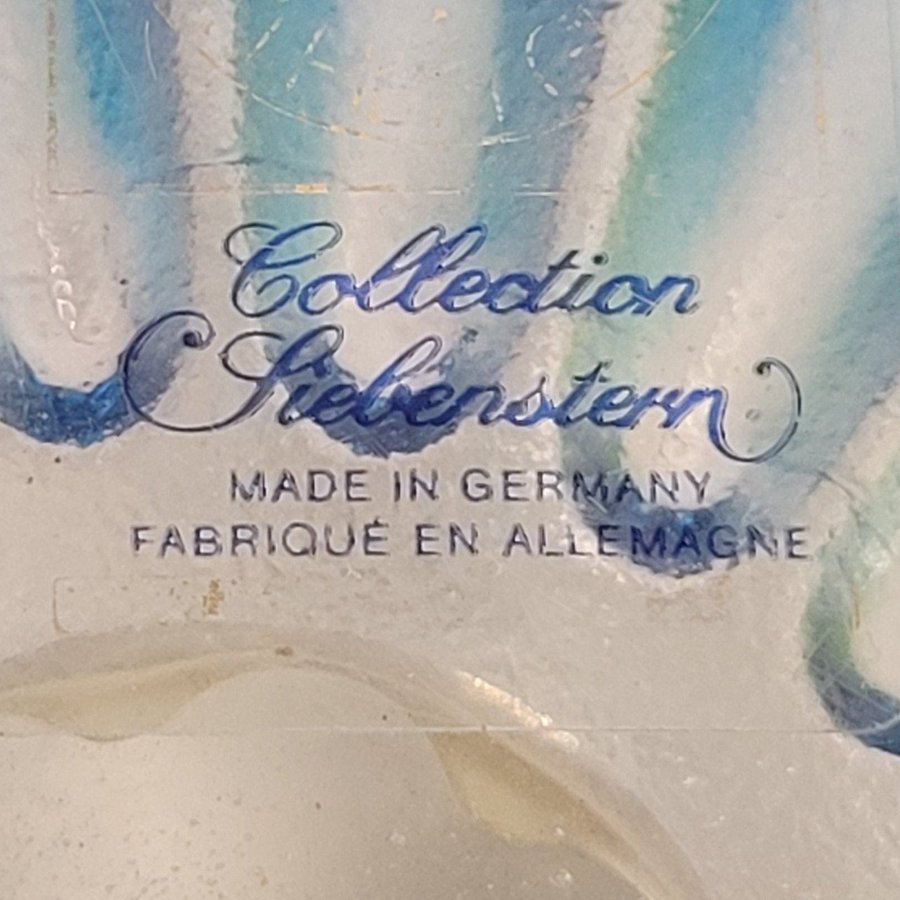 Collection
Siebenstern
MADE IN GERMANY
FABRIQUÉ EN ALLEMAGNE